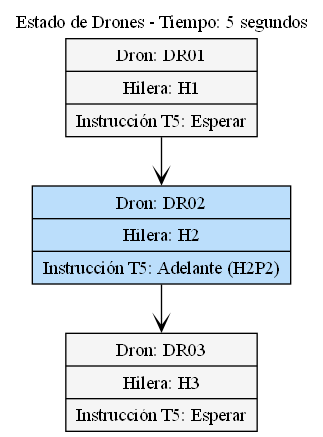 Estado de Drones - Tiempo: 5 segundos
Dron: DR01
Hilera: H1
Instrucción T5: Esperar
Dron: DR02
Hilera: H2
Instrucción T5: Adelante (H2P2)
Dron: DR03
Hilera: H3
Instrucción T5: Esperar